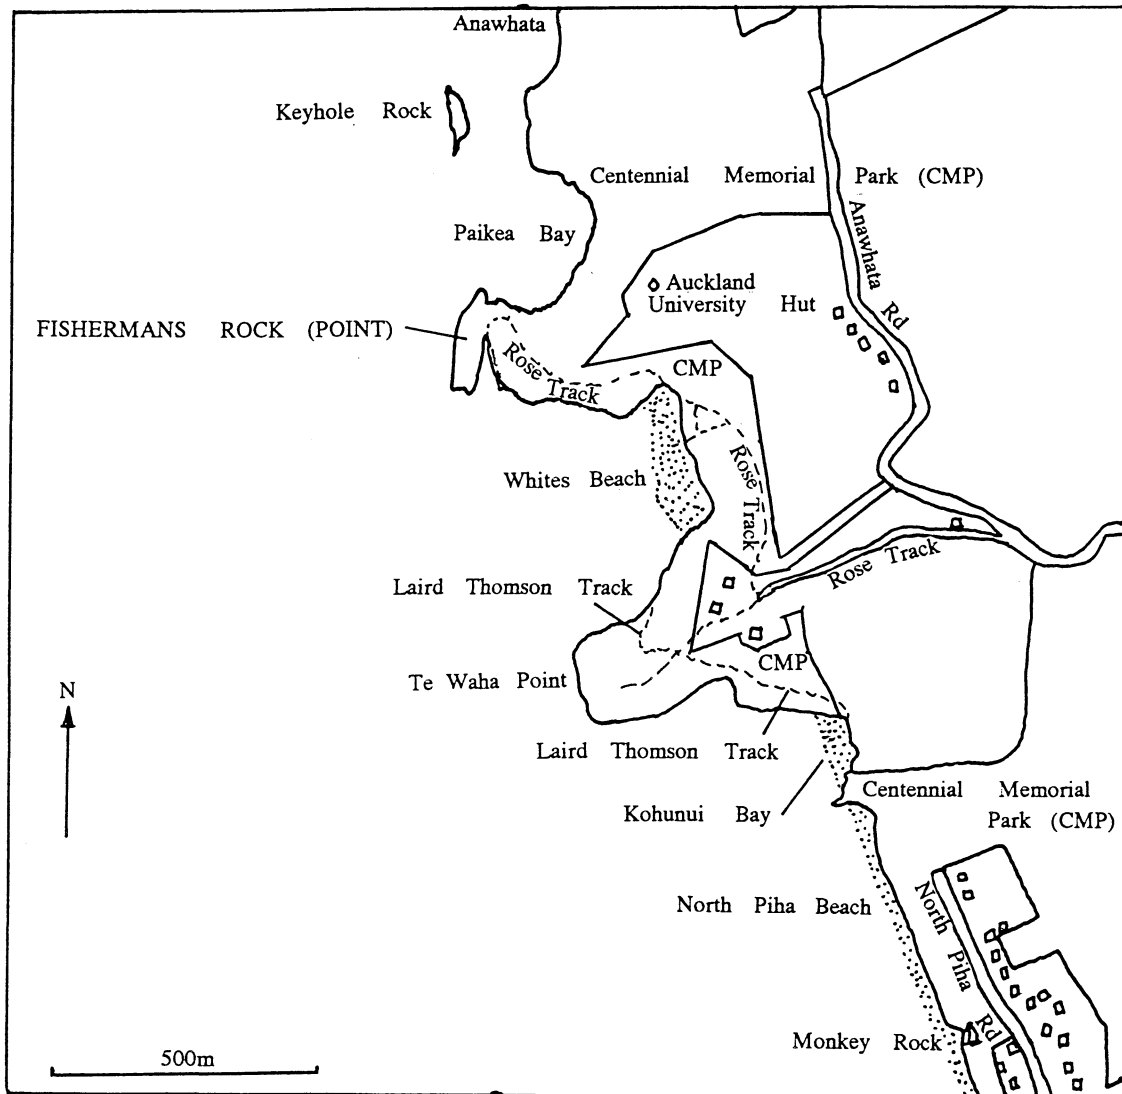 Anawhata
Keyhole Rock
Centennial Memorial Park (CMP)
Anawhata Rd
Paikea Bay
Auckland
University Hut
FISHERMANS ROCK (POINT)
Rose Track
CMP
Whites Beach
Rose Track
Rose Track
Laird Thomson Track
CMP
Te Waha Point
N
Laird Thomson Track
Kohunui Bay
Centennial Memorial
Park (CMP)
North Piha Beach
North Piha Rd
Monkey Rock
500m